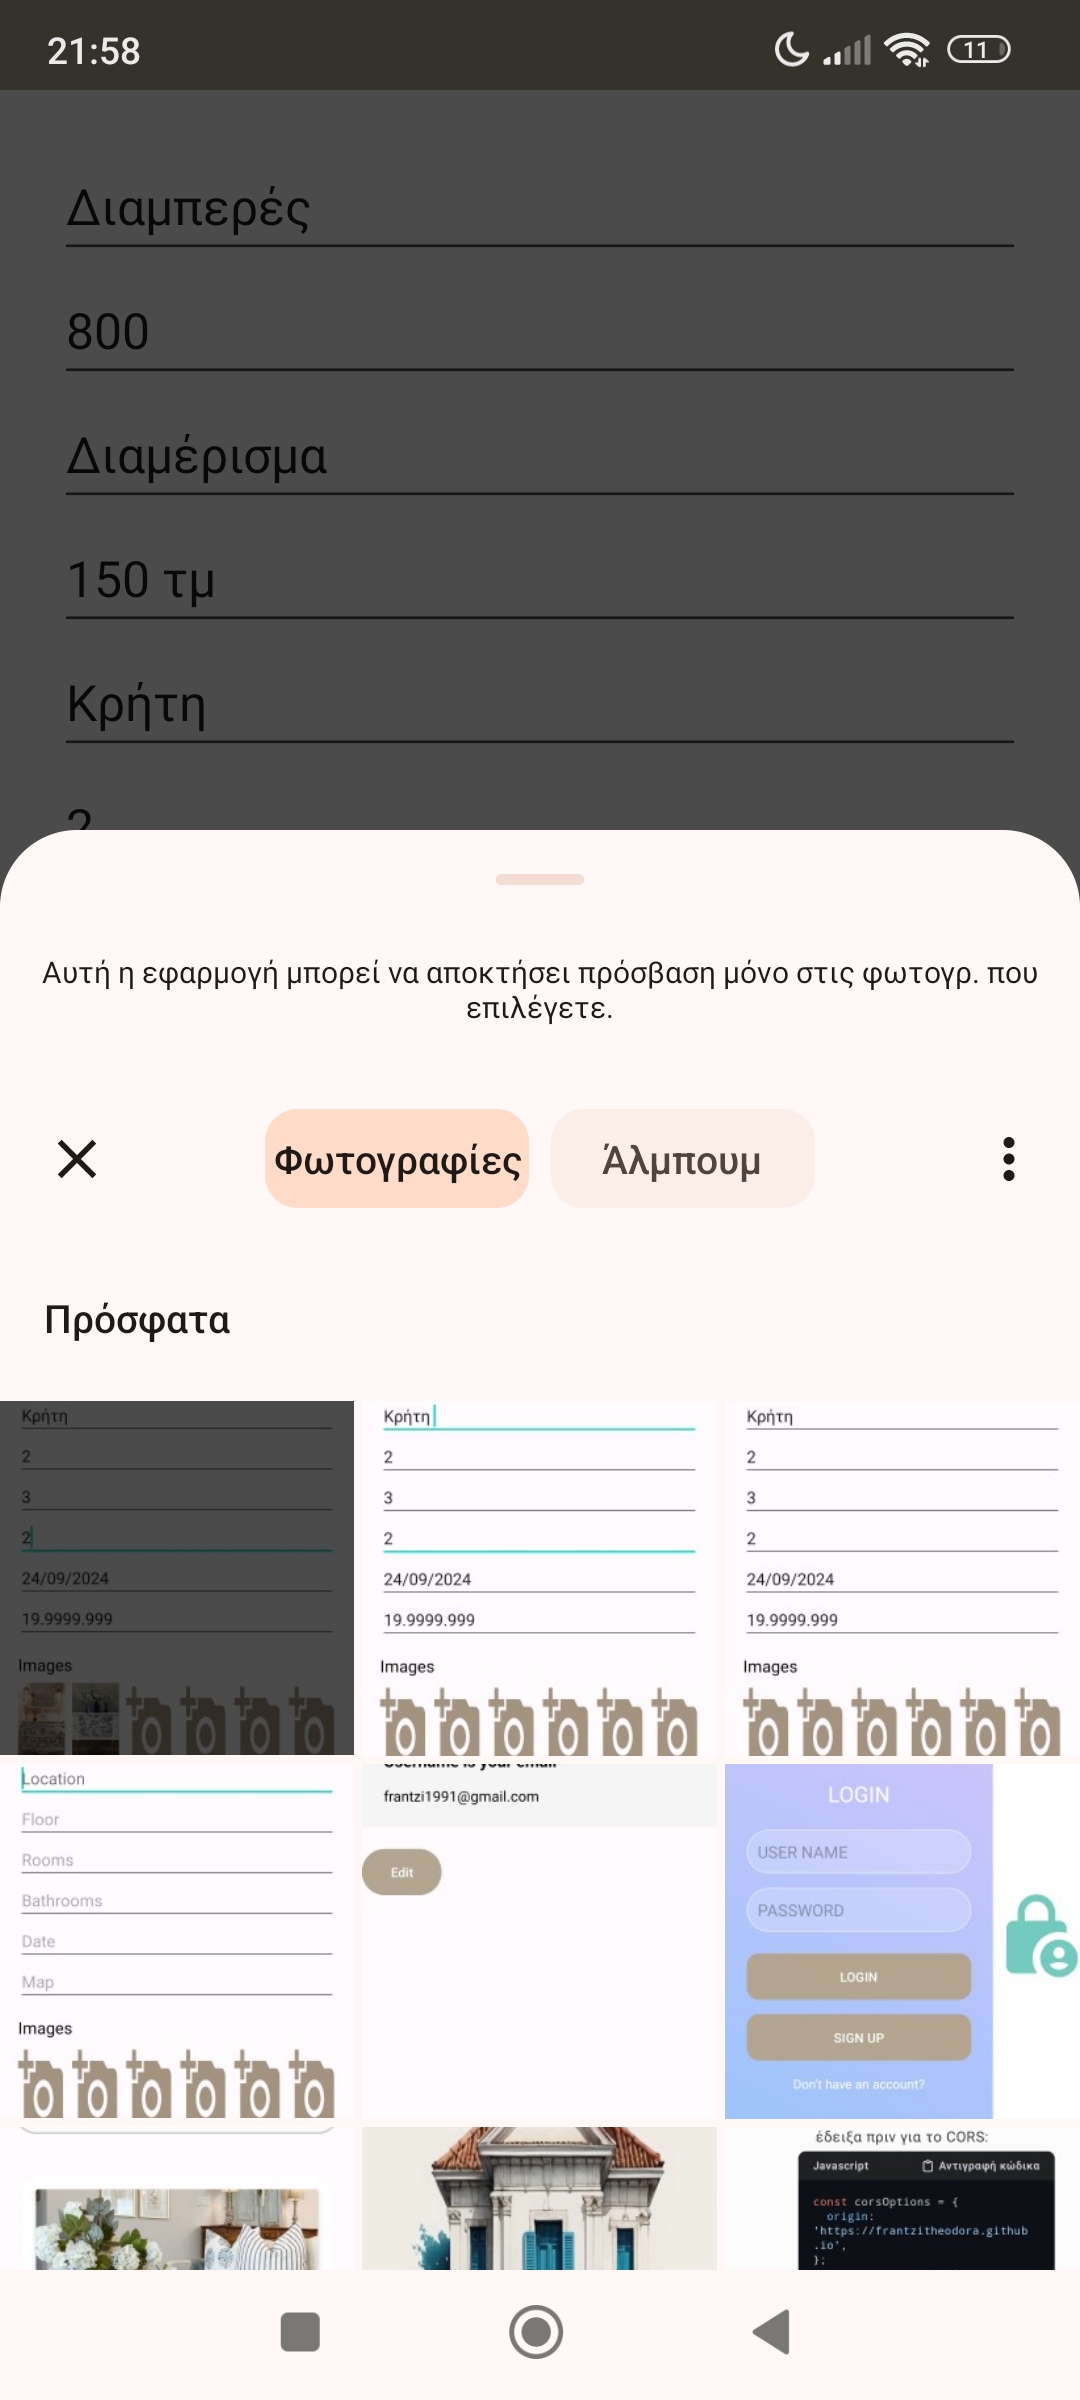 21:58
11
Διαμπερές
800
Διαμέρισμα
150 τμ
Κρήτη
2
Αυτή η εφαρμογή μπορεί να αποκτήσει πρόσβαση μόνο στις φωτογρ. που
επιλέγετε.
Φωτογραφίες
Άλμπουμ
Πρόσφατα
Κρήτη
2
3
2
24/09/2024
19.9999.999
Images
Κρήτη
2
3
2
24/09/2024
19.9999.999
Images
Κρήτη
2
3
2
24/09/2024
19.9999.999
Images
Location
Floor
Rooms
Bathrooms
Date
Map
Images
Username is your email
frantzi1991@gmail.com
Edit
LOGIN
USER NAME
PASSWORD
LOGIN
SIGN UP
Don't have an account?
έδειξα πριν για το CORS:
Javascript
Αντιγραφή κώδικα
const corsOptions = {
origin:
'https://frantzitheodora.github
.io',
};